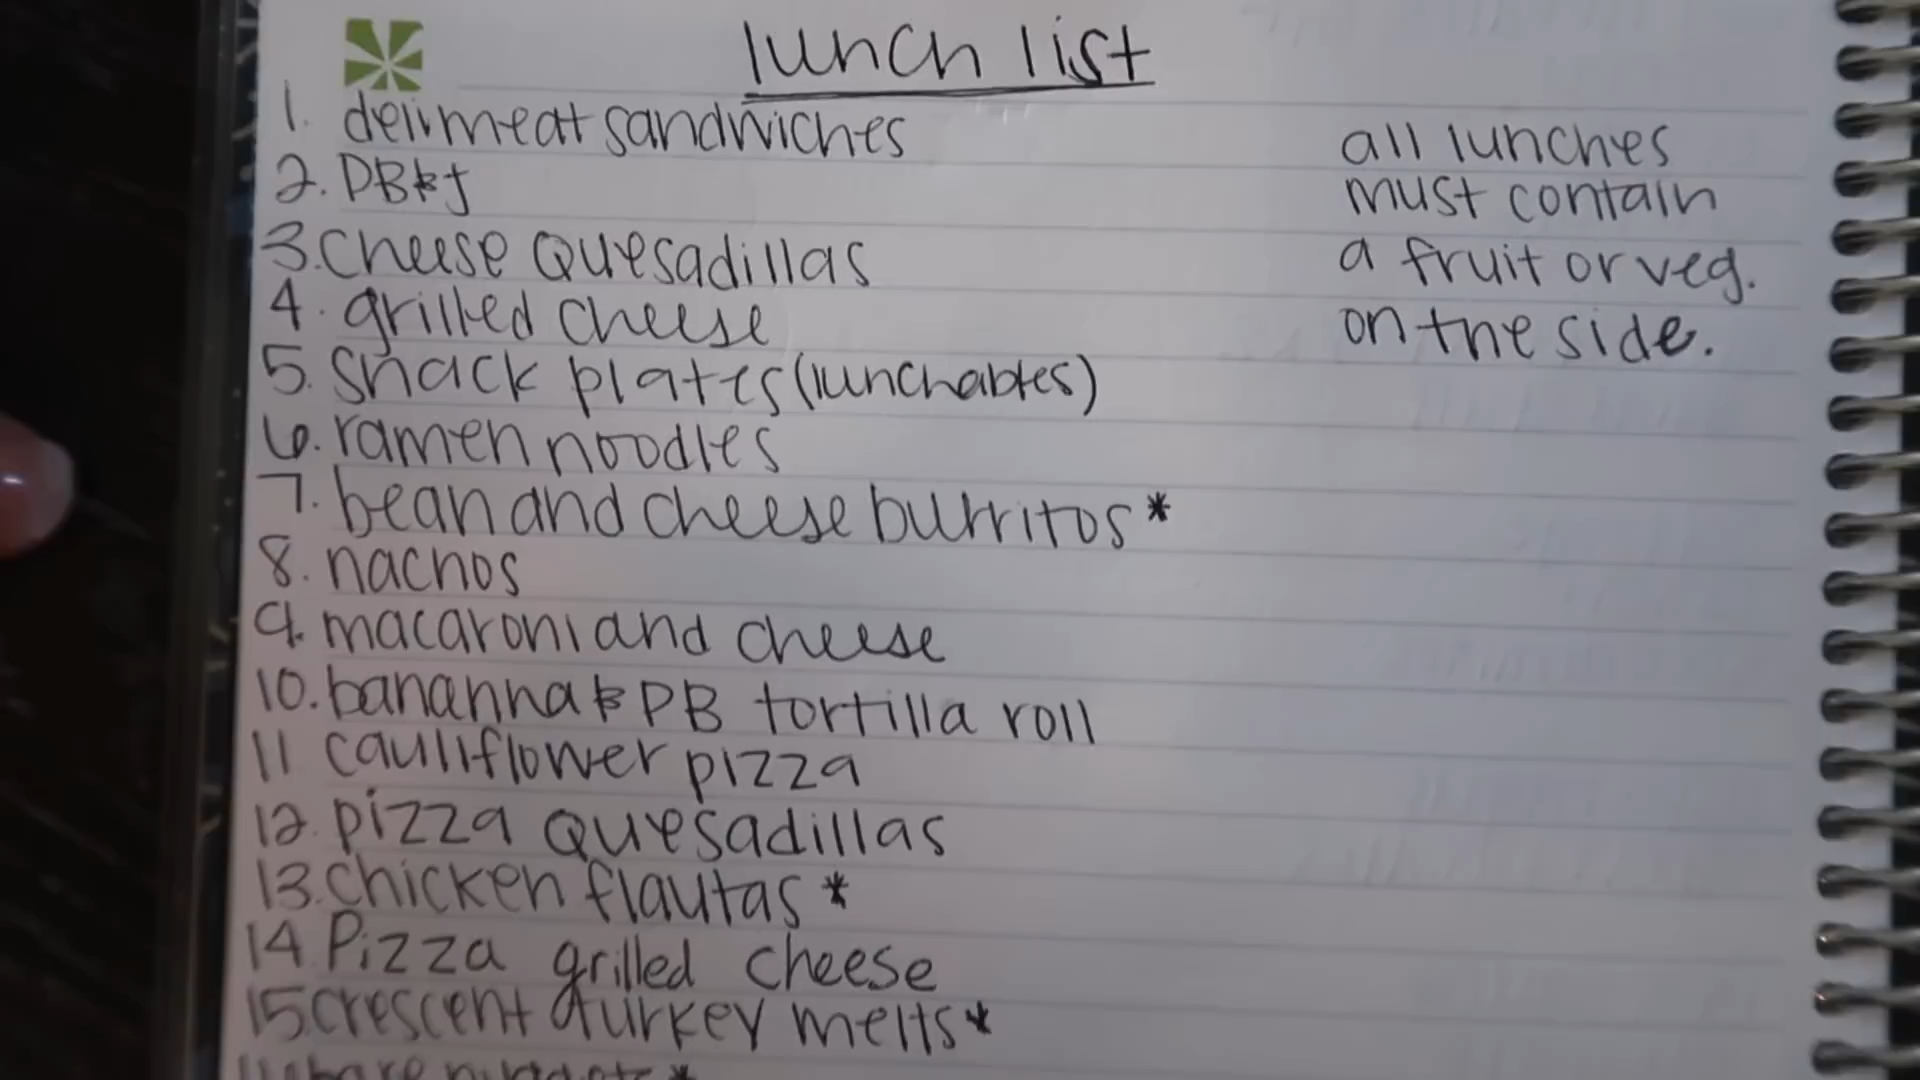 lunch list
1. deli meat sandwiches
2. PB&J
3. cheese quesadillas
4. grilled cheese
5. snack plates (lunchables)
6. ramen noodles
7. bean and cheese burritos*
8. nachos
9. macaroni and cheese
10. bananna & PB tortilla roll
11 cauliflower pizza
12. pizza quesadillas
13. chicken flautas *
14 Pizza grilled cheese
15 crescent turkey melts*
all lunches
must contain
a fruit or veg.
on the side.